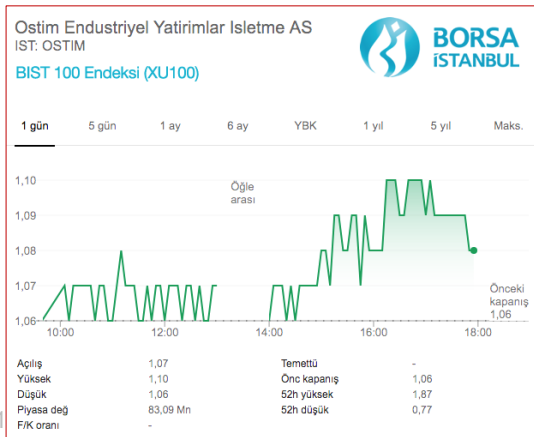 Ostim Endustriyel Yatirimlar Isletme AS
IST: OSTIM
BIST 100 Endeksi (XU100)
BORSA
İSTANBUL
1 gün 5 gün 1 ay 6 ay YBK 1 yıl 5 yıl Maks.
1,10
1,09
1,08
1,07
1,06
Öğle
arası
Önceki
kapanış
1,06
10:00 12:00 14:00 16:00 18:00
Açılış 1,07 Temettü -
Yüksek 1,10 Önc kapanış 1,06
Düşük 1,06 52h yüksek 1,87
Piyasa değ 83,09 Mn 52h düşük 0,77
F/K oranı -